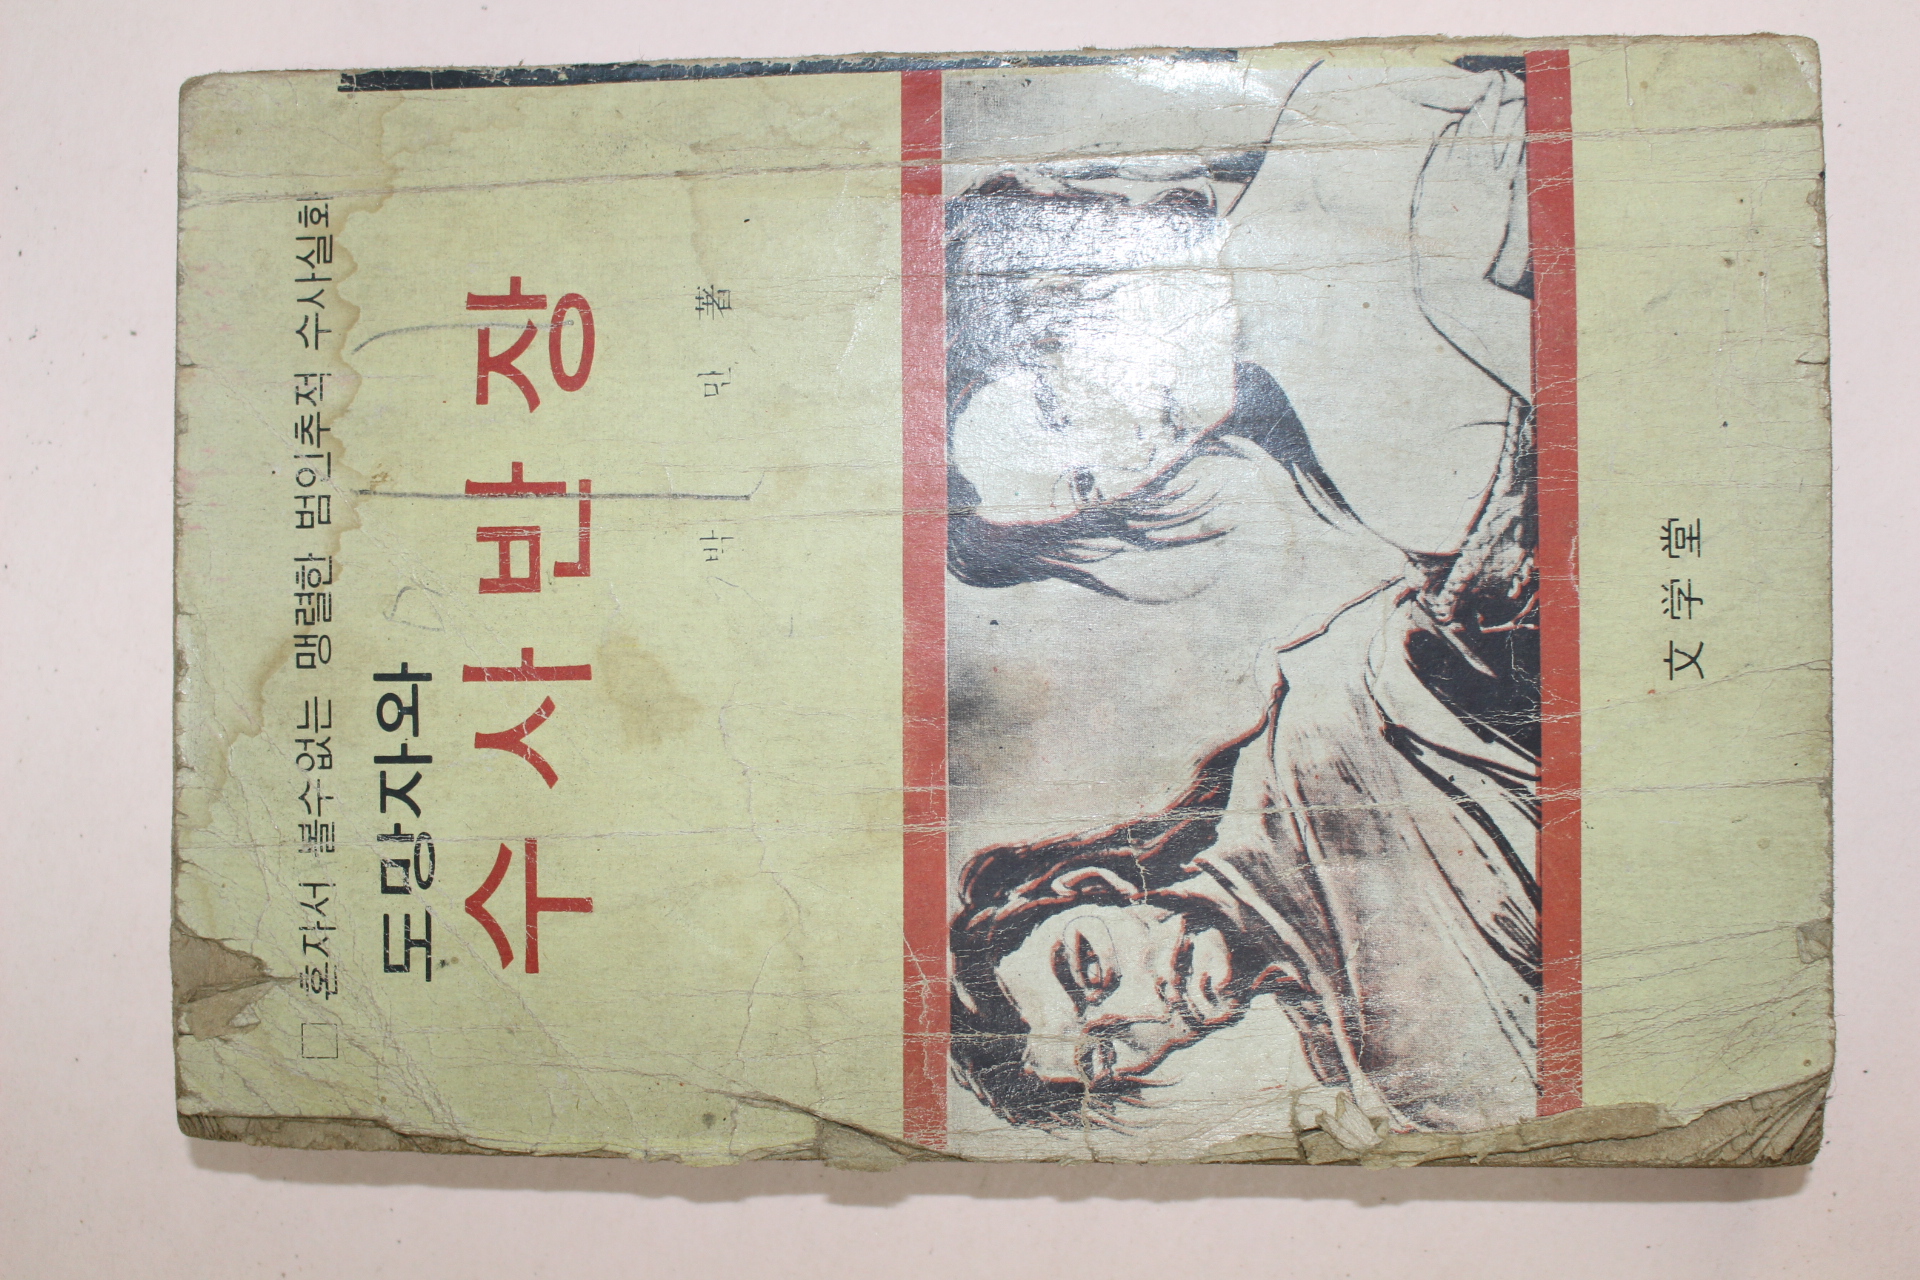 □ 혼자서 볼수없는 맹렬한 범인추적 수사실화
도망자와
수사반장
박 만 著
文学堂